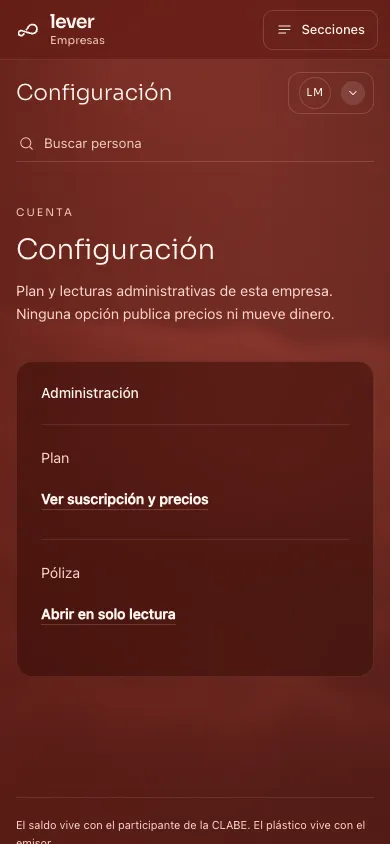 lever
Empresas
Secciones
Configuración
LM
Buscar persona
CUENTA
Configuración
Plan y lecturas administrativas de esta empresa.
Ninguna opción publica precios ni mueve dinero.
Administración
Plan
Ver suscripción y precios
Póliza
Abrir en solo lectura
El saldo vive con el participante de la CLABE. El plástico vive con el
emisor